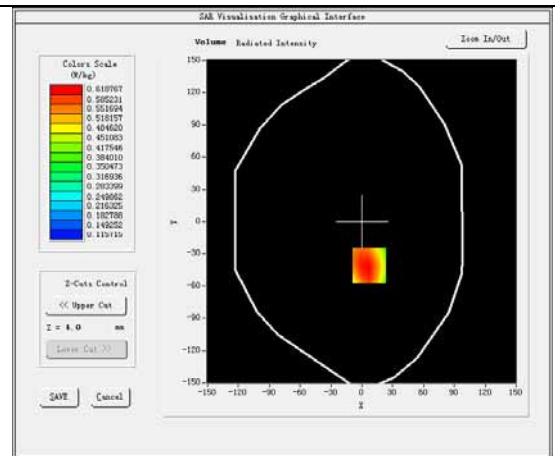 SAR Visualisation Graphical Interface
Volume Radiated Intensity
Zoom In/Out
Colors Scale
(W/kg)
0.618767
0.585231
0.551694
0.518157
0.484620
0.451083
0.417546
0.384010
0.350473
0.316936
0.283399
0.249862
0.216325
0.182788
0.149252
0.115715
150
120
90
60
30
0
-30
-60
-90
-120
-150
Y
-150 -120 -90 -60 -30 0 30 60 90 120 150
X
Z-Cuts Control
<< Upper Cut
Z = 4.0 mm
Lower Cut >>
SAVE Cancel